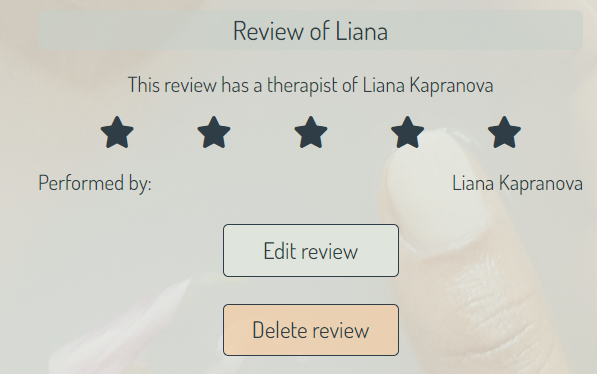 Review of Liana
This review has a therapist of Liana Kapranova
Performed by: Liana Kapranova
Edit review
Delete review